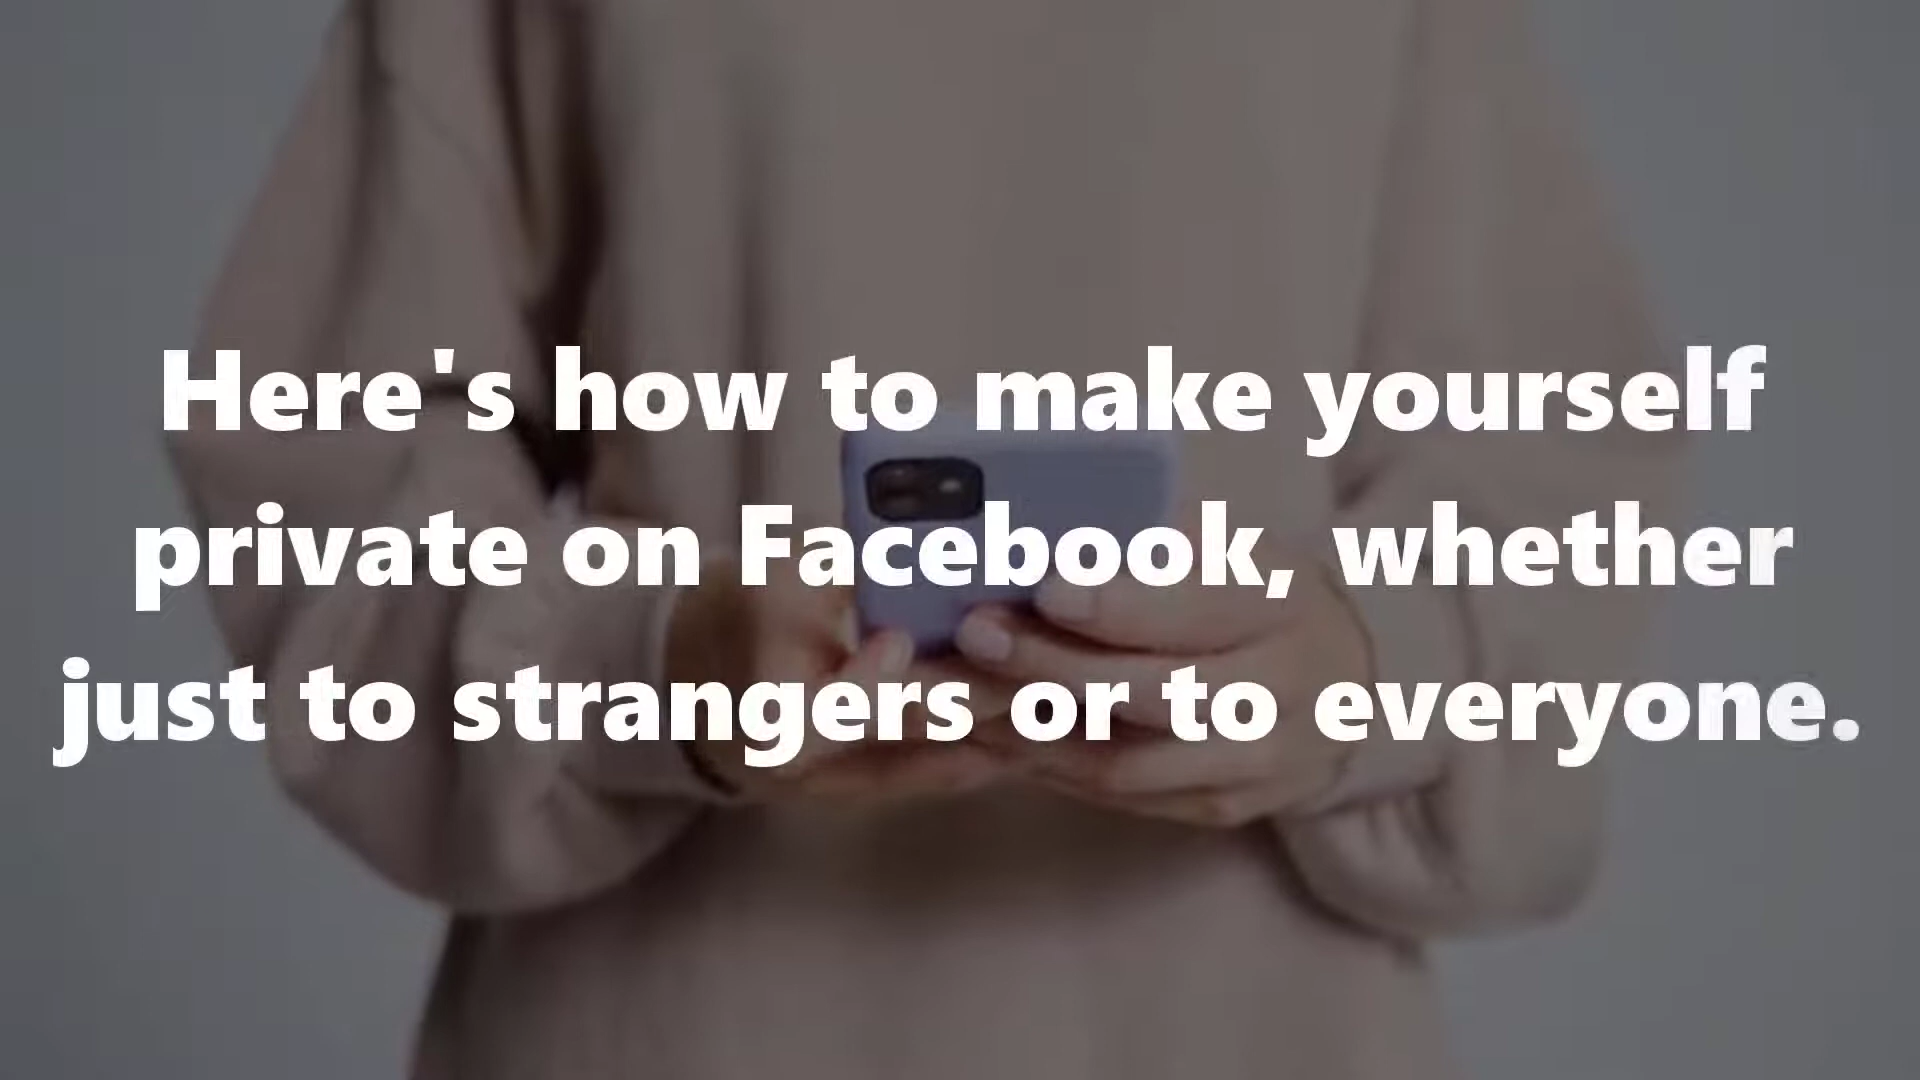 Here's how to make yourself
private on Facebook, whether
just to strangers or to everyone.